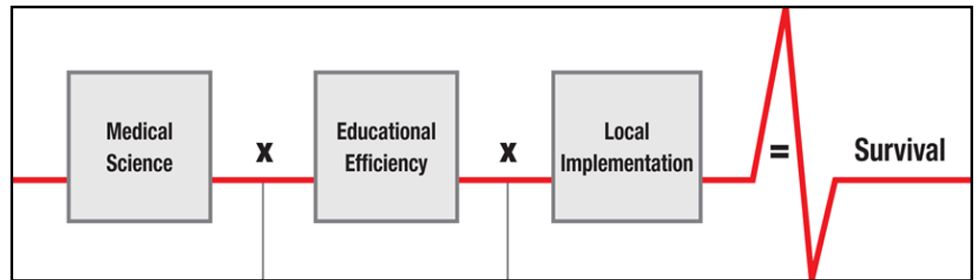 Medical
Science
x
Educational
Efficiency
x
Local
Implementation
=
Survival